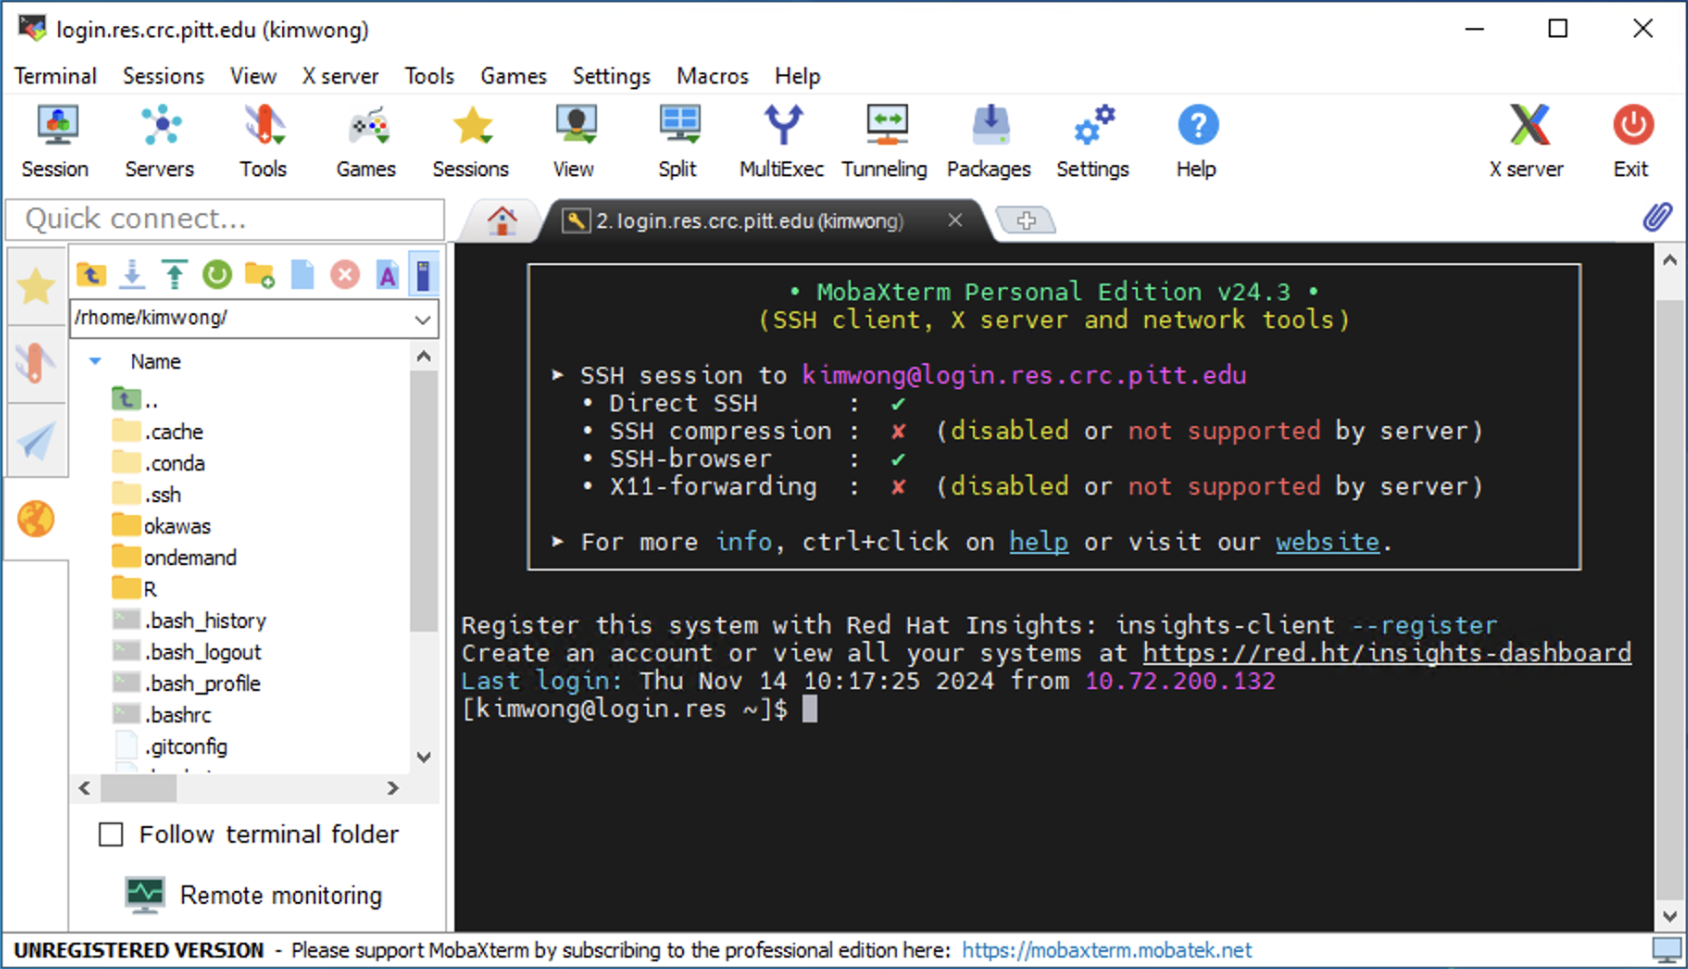 login.res.crc.pitt.edu (kimwong)
Terminal Sessions View X server Tools Games Settings Macros Help
Session Servers Tools Games Sessions View Split MultiExec Tunneling Packages Settings Help X server Exit
Quick connect...
2. login.res.crc.pitt.edu (kimwong)
/rhome/kimwong/
Name
..
.cache
.conda
.ssh
okawas
ondemand
R
.bash_history
.bash_logout
.bash_profile
.bashrc
.gitconfig
Follow terminal folder
Remote monitoring
• MobaXterm Personal Edition v24.3 •
(SSH client, X server and network tools)
➤ SSH session to kimwong@login.res.crc.pitt.edu
• Direct SSH : ✔
• SSH compression : ✘ (disabled or not supported by server)
• SSH-browser : ✔
• X11-forwarding : ✘ (disabled or not supported by server)
➤ For more info, ctrl+click on help or visit our website.
Register this system with Red Hat Insights: insights-client --register
Create an account or view all your systems at https://red.ht/insights-dashboard
Last login: Thu Nov 14 10:17:25 2024 from 10.72.200.132
[kimwong@login.res ~]$
UNREGISTERED VERSION - Please support MobaXterm by subscribing to the professional edition here: https://mobaxterm.mobatek.net